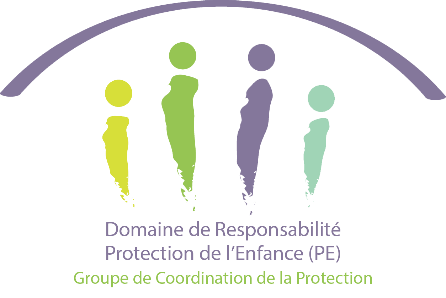 Domaine de Responsabilité
Protection de l'Enfance (PE)
Groupe de Coordination de la Protection